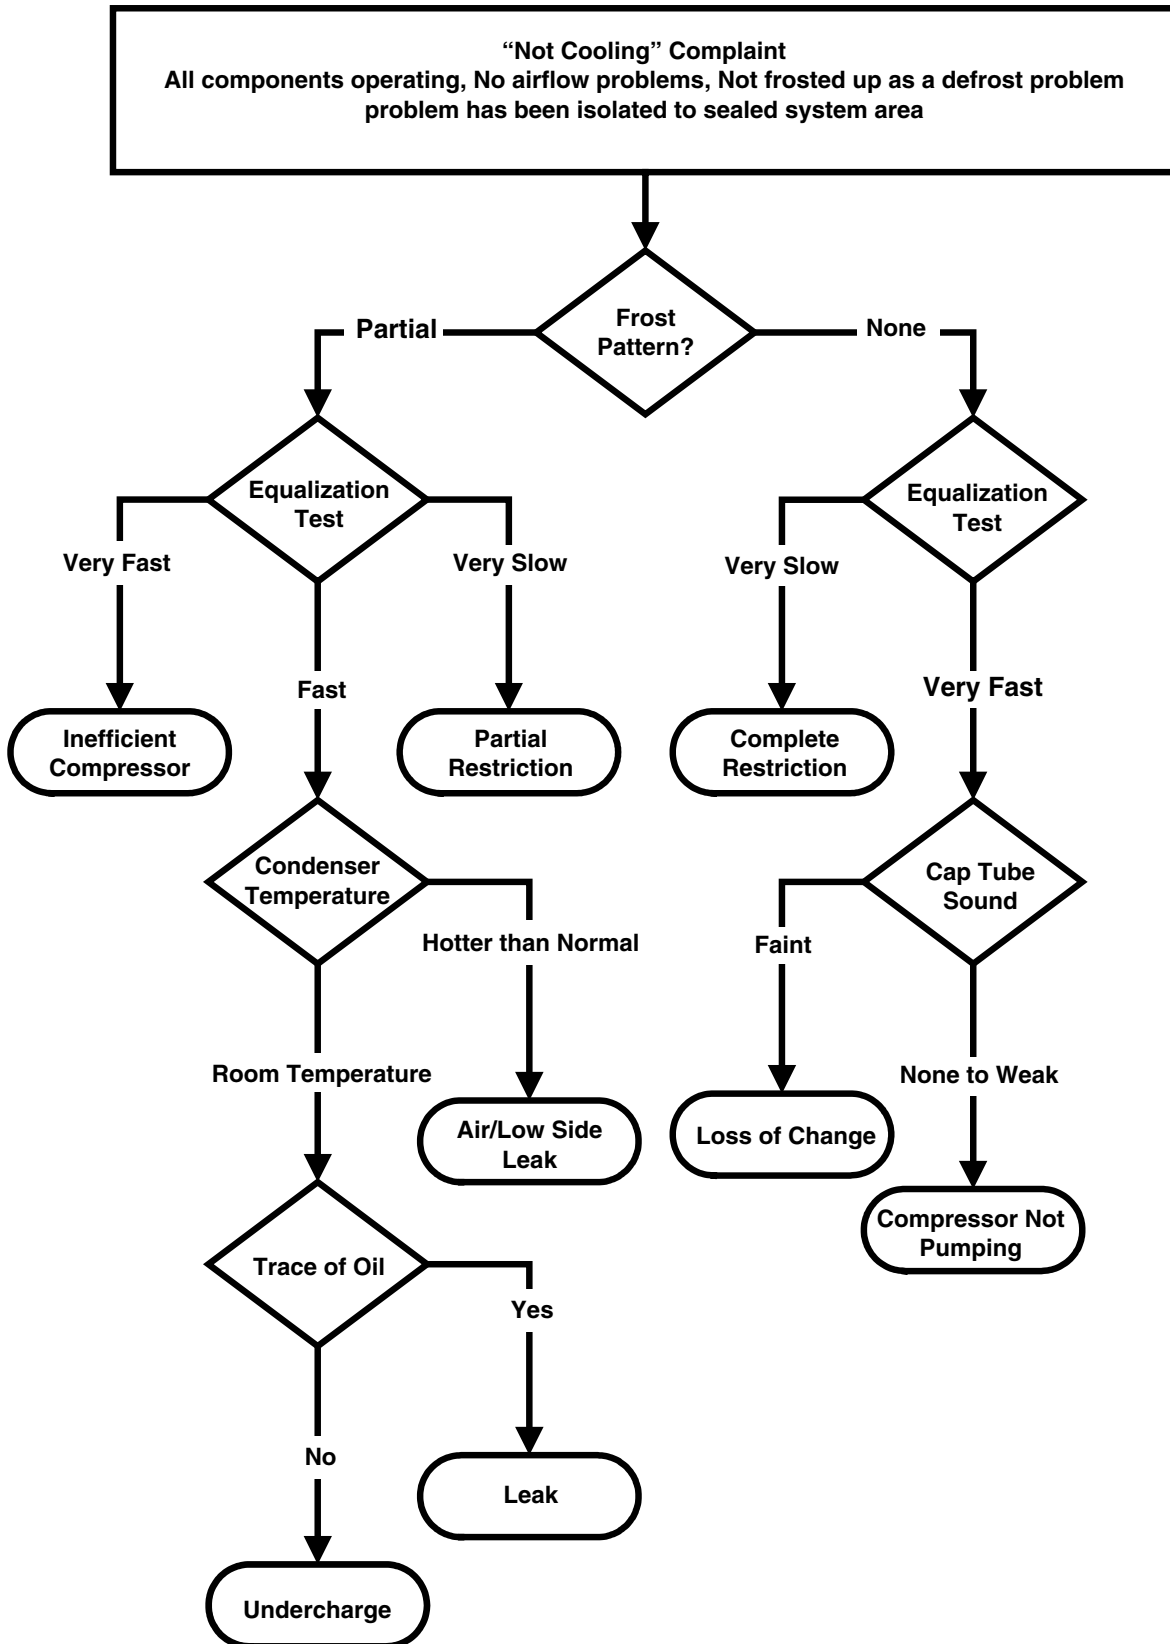 “Not Cooling” Complaint
All components operating, No airflow problems, Not frosted up as a defrost problem
problem has been isolated to sealed system area
Frost
Pattern?
Partial
None
Equalization
Test
Equalization
Test
Very Fast
Very Slow
Very Slow
Fast
Very Fast
Inefficient
Compressor
Partial
Restriction
Complete
Restriction
Condenser
Temperature
Cap Tube
Sound
Hotter than Normal
Faint
Room Temperature
None to Weak
Air/Low Side
Leak
Loss of Change
Compressor Not
Pumping
Trace of Oil
Yes
No
Leak
Undercharge